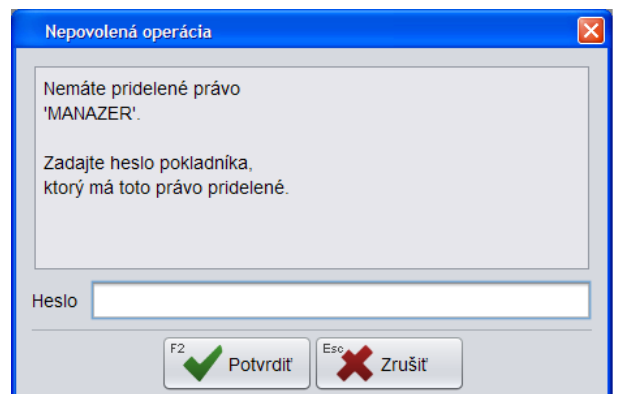 Nepovolená operácia
Nemáte pridelené právo
'MANAZER'.
Zadajte heslo pokladníka,
ktorý má toto právo pridelené.
Heslo
F2 Potvrdiť
Esc Zrušiť